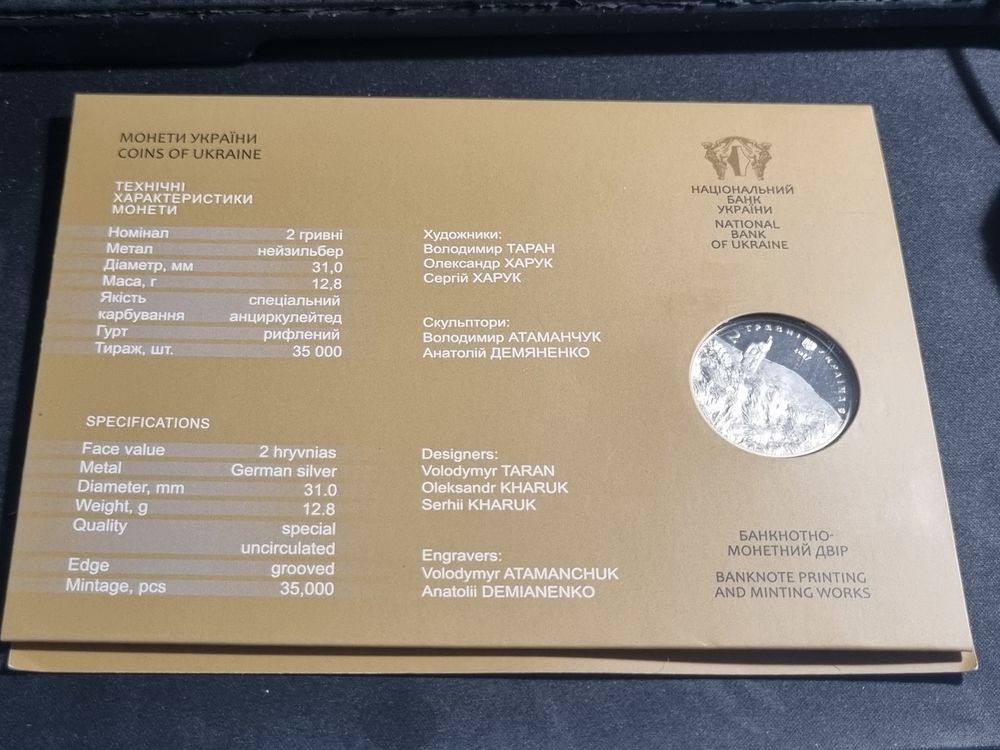 МОНЕТИ УКРАЇНИ
COINS OF UKRAINE
ТЕХНІЧНІ
ХАРАКТЕРИСТИКИ
МОНЕТИ
Номінал 2 гривні
Метал нейзильбер
Діаметр, мм 31,0
Маса, г 12,8
Якість спеціальний
карбування анциркулейтед
Гурт рифлений
Тираж, шт. 35 000
Художники:
Володимир ТАРАН
Олександр ХАРУК
Сергій ХАРУК
Скульптори:
Володимир АТАМАНЧУК
Анатолій ДЕМЯНЕНКО
НАЦІОНАЛЬНИЙ
БАНК
УКРАЇНИ
NATIONAL
BANK
OF UKRAINE
2 ГРИВНІ УКРАЇНА
2017
SPECIFICATIONS
Face value 2 hryvnias
Metal German silver
Diameter, mm 31.0
Weight, g 12.8
Quality special
uncirculated
Edge grooved
Mintage, pcs 35,000
Designers:
Volodymyr TARAN
Oleksandr KHARUK
Serhii KHARUK
Engravers:
Volodymyr ATAMANCHUK
Anatolii DEMIANENKO
БАНКНОТНО-
МОНЕТНИЙ ДВІР
BANKNOTE PRINTING
AND MINTING WORKS